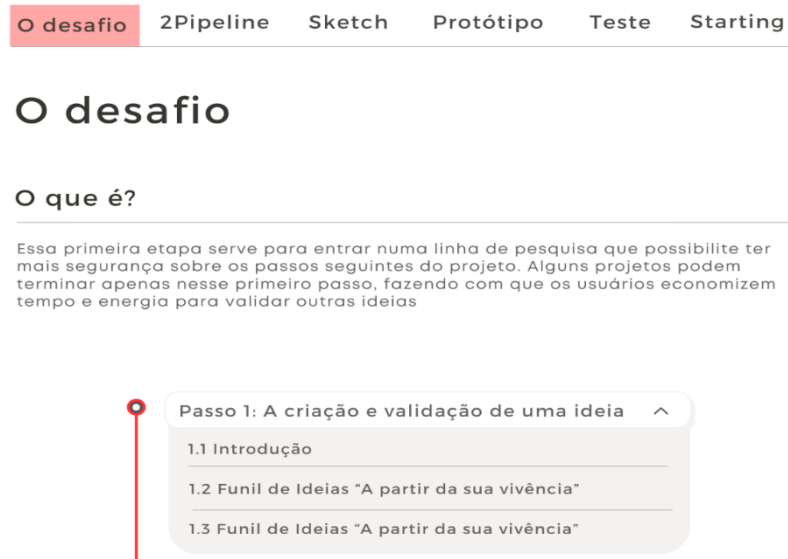 O desafio 2Pipeline Sketch Protótipo Teste Starting
O desafio
O que é?
Essa primeira etapa serve para entrar numa linha de pesquisa que possibilite ter
mais segurança sobre os passos seguintes do projeto. Alguns projetos podem
terminar apenas nesse primeiro passo, fazendo com que os usuários economizem
tempo e energia para validar outras ideias
Passo 1: A criação e validação de uma ideia
1.1 Introdução
1.2 Funil de Ideias “A partir da sua vivência”
1.3 Funil de Ideias “A partir da sua vivência”